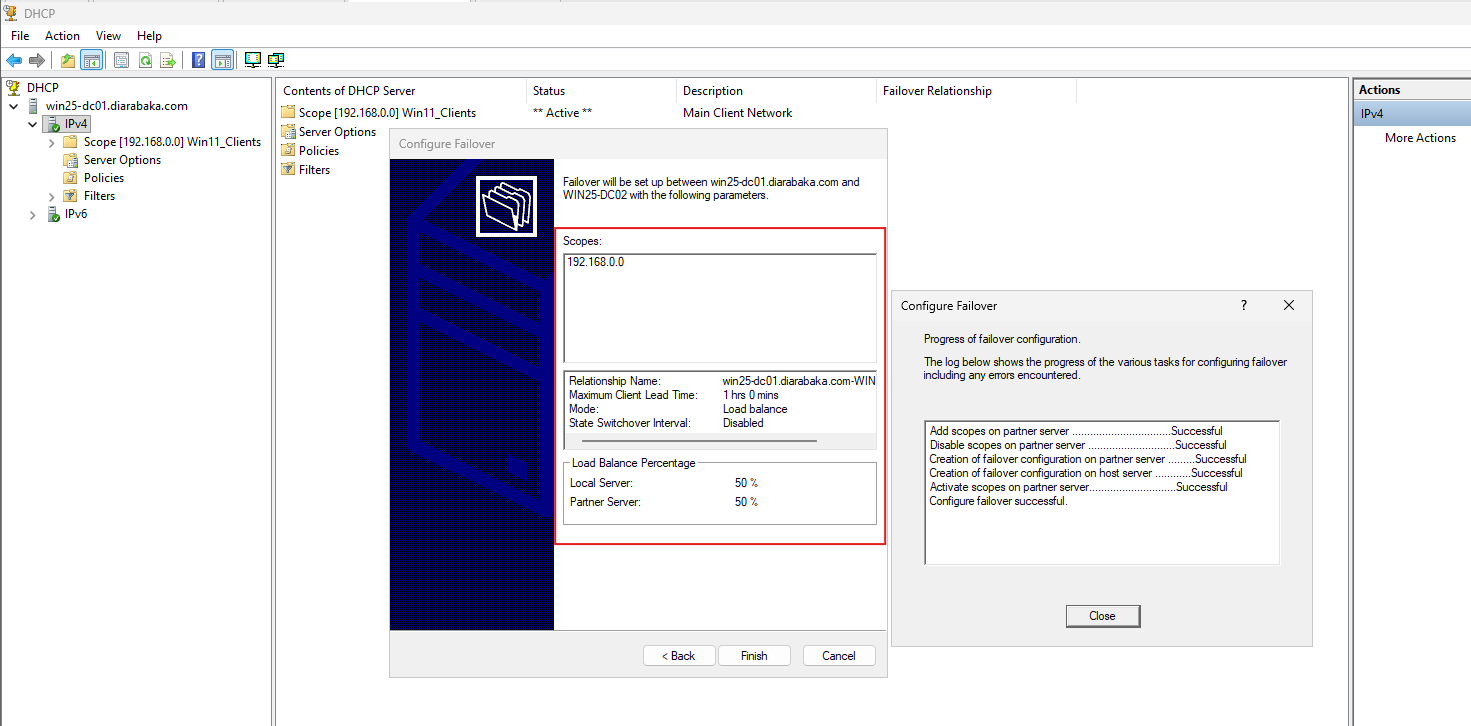 DHCP
File Action View Help
DHCP
win25-dc01.diarabaka.com
IPv4
Scope [192.168.0.0] Win11_Clients
Server Options
Policies
Filters
IPv6
Contents of DHCP Server Status Description Failover Relationship
Scope [192.168.0.0] Win11_Clients ** Active ** Main Client Network
Server Options
Policies
Filters
Configure Failover
Failover will be set up between win25-dc01.diarabaka.com and
WIN25-DC02 with the following parameters.
Scopes:
192.168.0.0
Relationship Name: win25-dc01.diarabaka.com-WIN
Maximum Client Lead Time: 1 hrs 0 mins
Mode: Load balance
State Switchover Interval: Disabled
Load Balance Percentage
Local Server: 50 %
Partner Server: 50 %
< Back Finish Cancel
Configure Failover ?
Progress of failover configuration.
The log below shows the progress of the various tasks for configuring failover
including any errors encountered.
Add scopes on partner server .................................Successful
Disable scopes on partner server .............................Successful
Creation of failover configuration on partner server .........Successful
Creation of failover configuration on host server ............Successful
Activate scopes on partner server.............................Successful
Configure failover successful.
Close
Actions
IPv4
More Actions